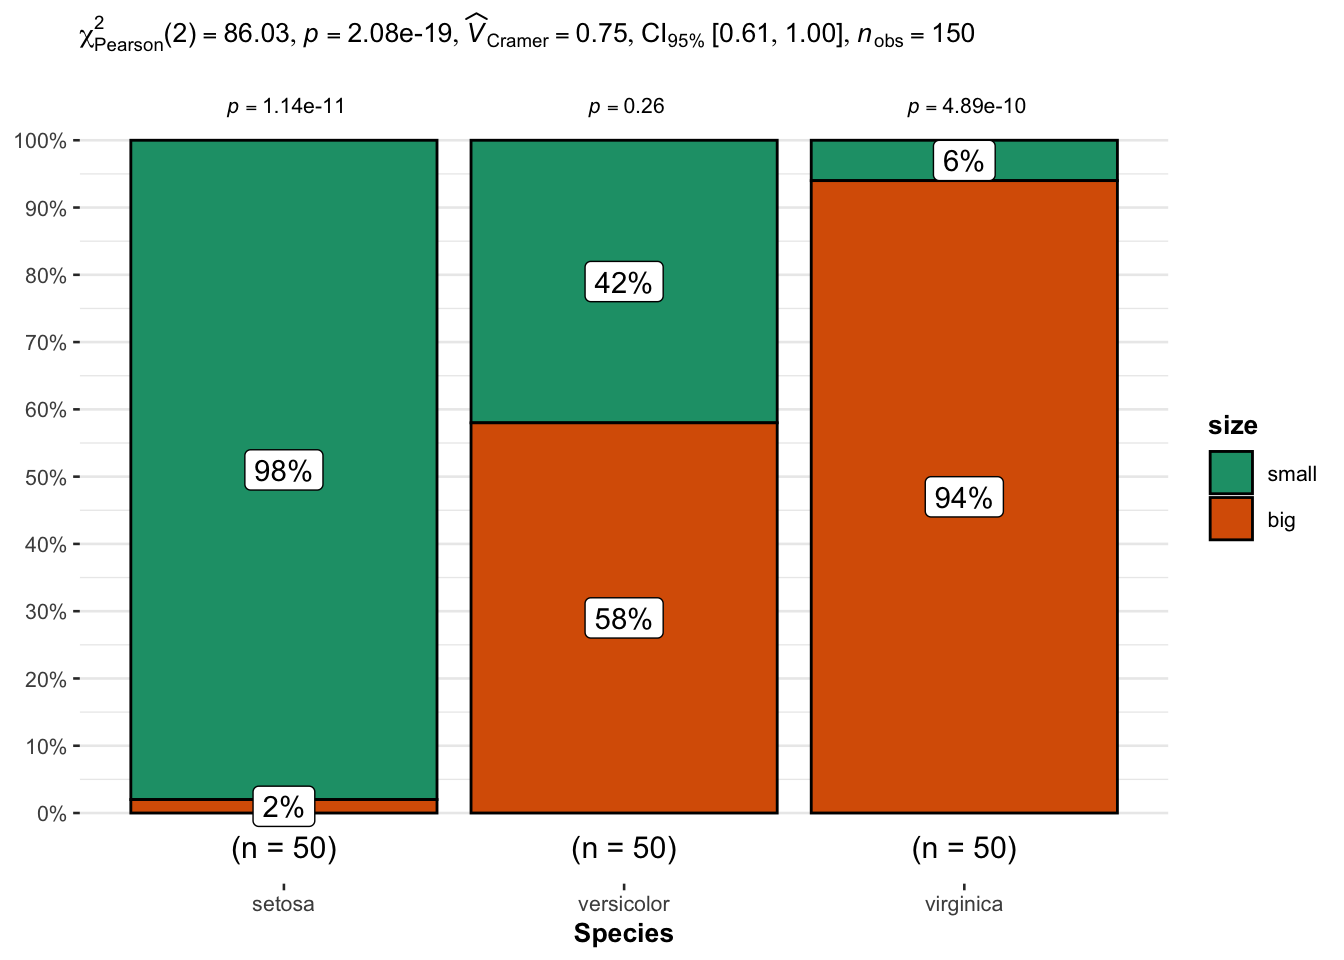 χ²Pearson(2) = 86.03, p = 2.08e-19, V̂Cramer = 0.75, CI95% [0.61, 1.00], nobs = 150
p = 1.14e-11 p = 0.26 p = 4.89e-10
100%
90%
80%
70%
60%
50%
40%
30%
20%
10%
0%
6%
42%
98%
94%
58%
2%
size
small
big
(n = 50) (n = 50) (n = 50)
setosa versicolor virginica
Species